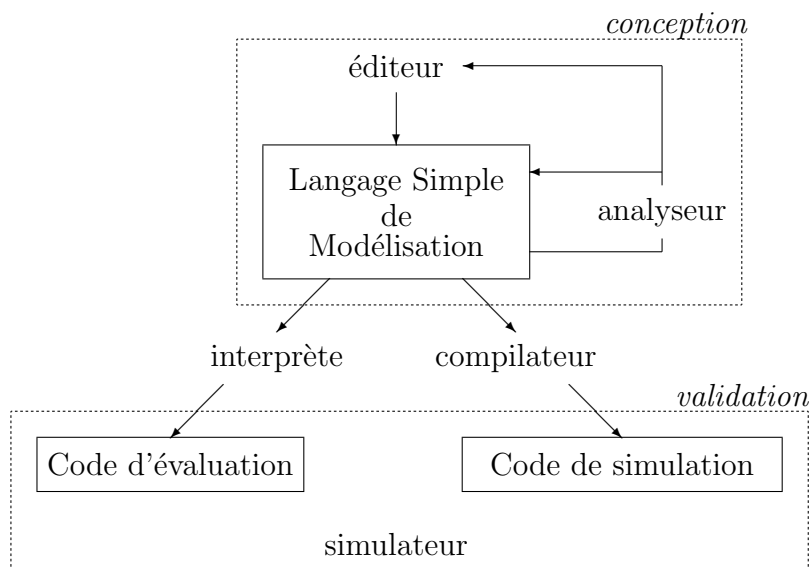 conception
éditeur
Langage Simple
de
Modélisation
analyseur
interprète
compilateur
validation
Code d'évaluation
Code de simulation
simulateur